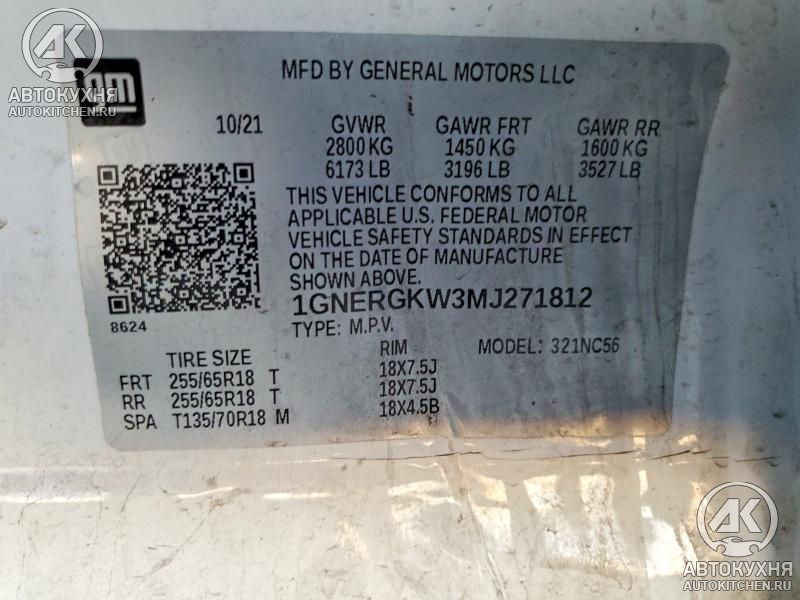 AK
АВТОКУХНЯ
AUTOKITCHEN.RU
gm
MFD BY GENERAL MOTORS LLC
10/21 GVWR GAWR FRT GAWR RR
2800 KG 1450 KG 1600 KG
6173 LB 3196 LB 3527 LB
THIS VEHICLE CONFORMS TO ALL
APPLICABLE U.S. FEDERAL MOTOR
VEHICLE SAFETY STANDARDS IN EFFECT
ON THE DATE OF MANUFACTURE
SHOWN ABOVE.
1GNERGKW3MJ271812
8624
TYPE: M.P.V.
TIRE SIZE RIM MODEL: 321NC56
FRT 255/65R18 T 18X7.5J
RR 255/65R18 T 18X7.5J
SPA T135/70R18 M 18X4.5B
AK
АВТОКУХНЯ
AUTOKITCHEN.RU